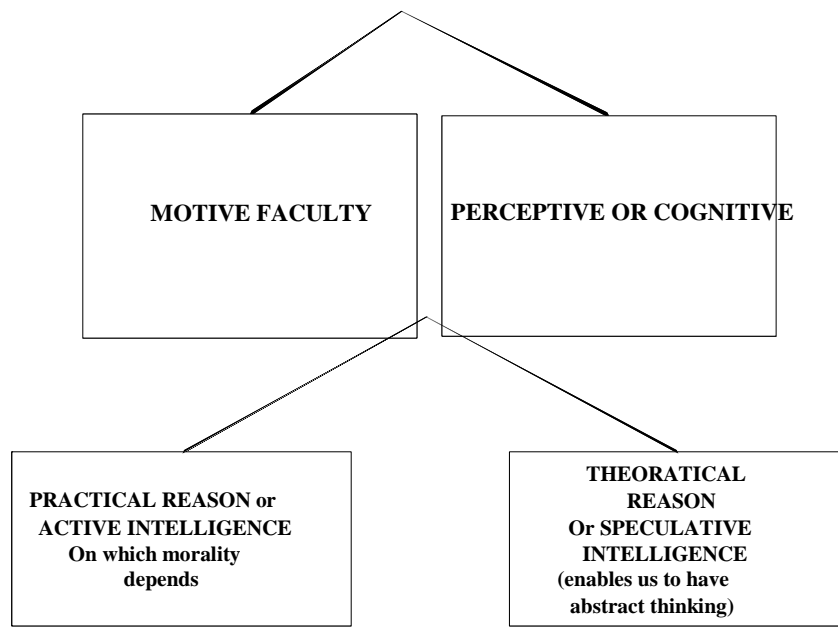 MOTIVE FACULTY
PERCEPTIVE OR COGNITIVE
PRACTICAL REASON or
ACTIVE INTELLIGENCE
On which morality
depends
THEORATICAL
REASON
Or SPECULATIVE
INTELLIGENCE
(enables us to have
abstract thinking)